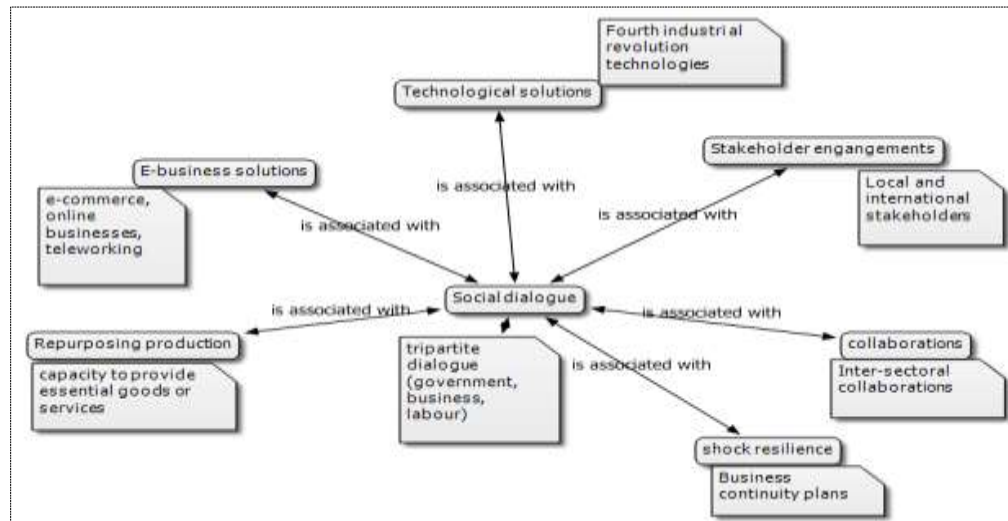 Fourth industrial
revolution
technologies
Technological solutions
Stakeholder engangements
E-business solutions
is associated with
Local and
international
stakeholders
e-commerce,
online
businesses,
teleworking
is associated with
is associated with
Social dialogue
is associated with
is associated with
Repurposing production
collaborations
tripartite
dialogue
(government,
business,
labour)
is associated with
capacity to provide
essential goods or
services
Inter-sectoral
collaborations
shock resilience
Business
continuity plans